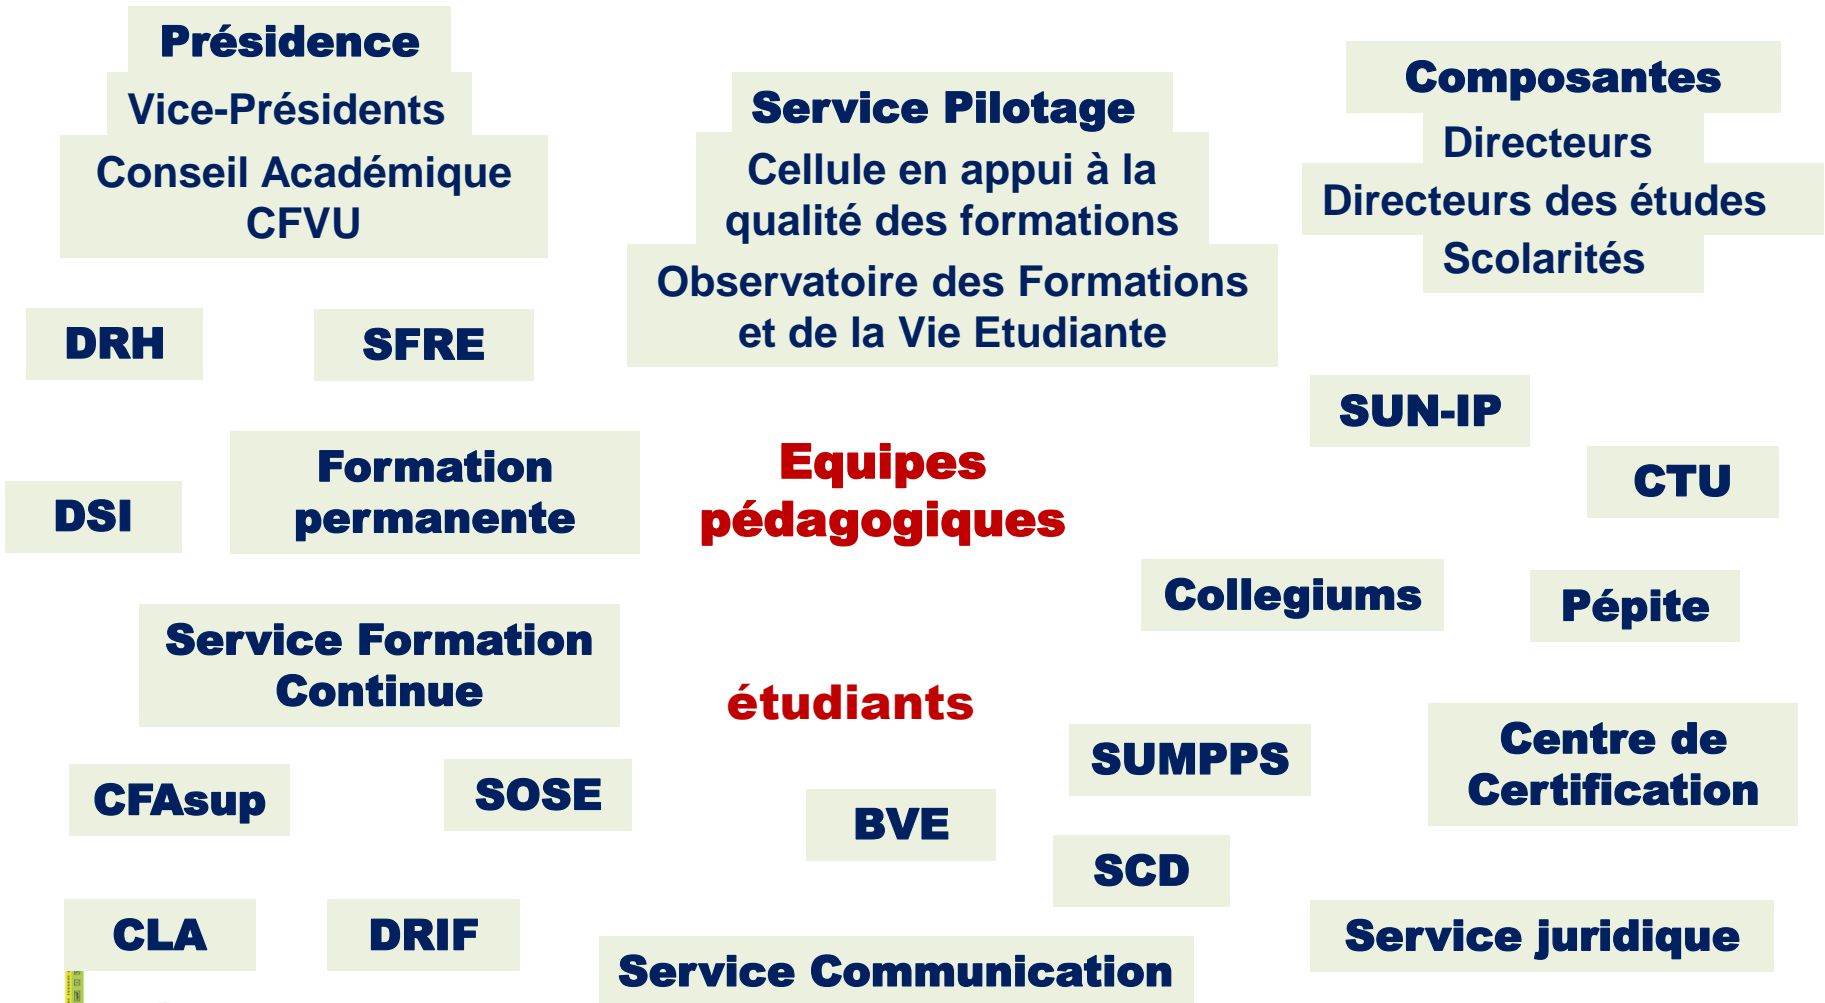 Présidence
Vice-Présidents
Conseil Académique
CFVU
Service Pilotage
Cellule en appui à la
qualité des formations
Observatoire des Formations
et de la Vie Etudiante
Composantes
Directeurs
Directeurs des études
Scolarités
DRH
SFRE
SUN-IP
Formation
permanente
Equipes
pédagogiques
CTU
DSI
Collegiums
Pépite
Service Formation
Continue
étudiants
SUMPPS
Centre de
Certification
CFAsup
SOSE
BVE
SCD
CLA
DRIF
Service juridique
Service Communication